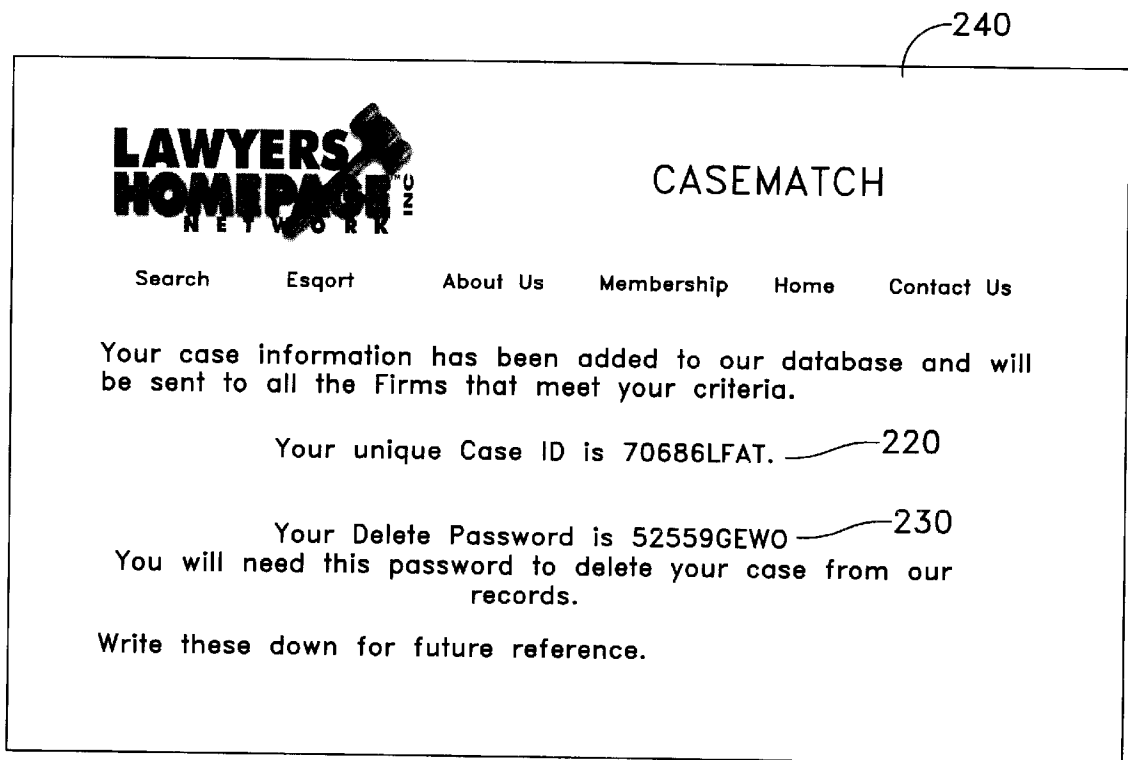 240
LAWYERS
HOMEPAGE™ INC
NETWORK
CASEMATCH
Search Esqort About Us Membership Home Contact Us
Your case information has been added to our database and will
be sent to all the Firms that meet your criteria.
Your unique Case ID is 70686LFAT.
220
Your Delete Password is 52559GEWO
230
You will need this password to delete your case from our
records.
Write these down for future reference.